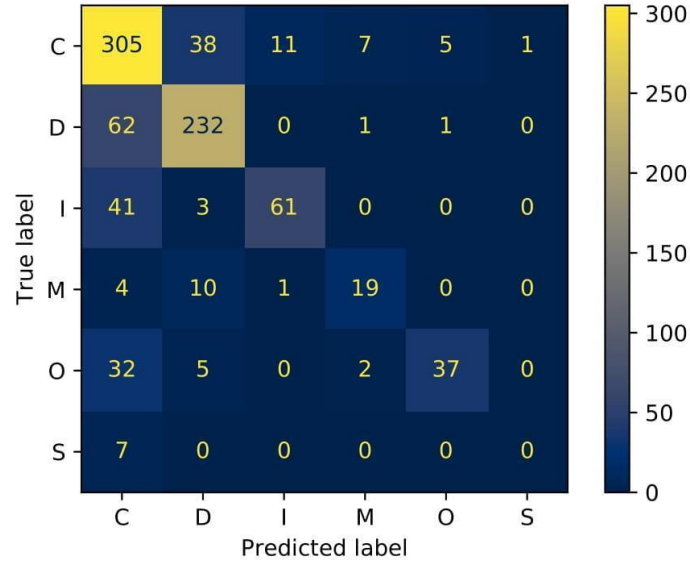 C 305 38 11 7 5 1
D 62 232 0 1 1 0
I 41 3 61 0 0 0
M 4 10 1 19 0 0
O 32 5 0 2 37 0
S 7 0 0 0 0 0
C D I M O S
Predicted label
True label
300
250
200
150
100
50
0